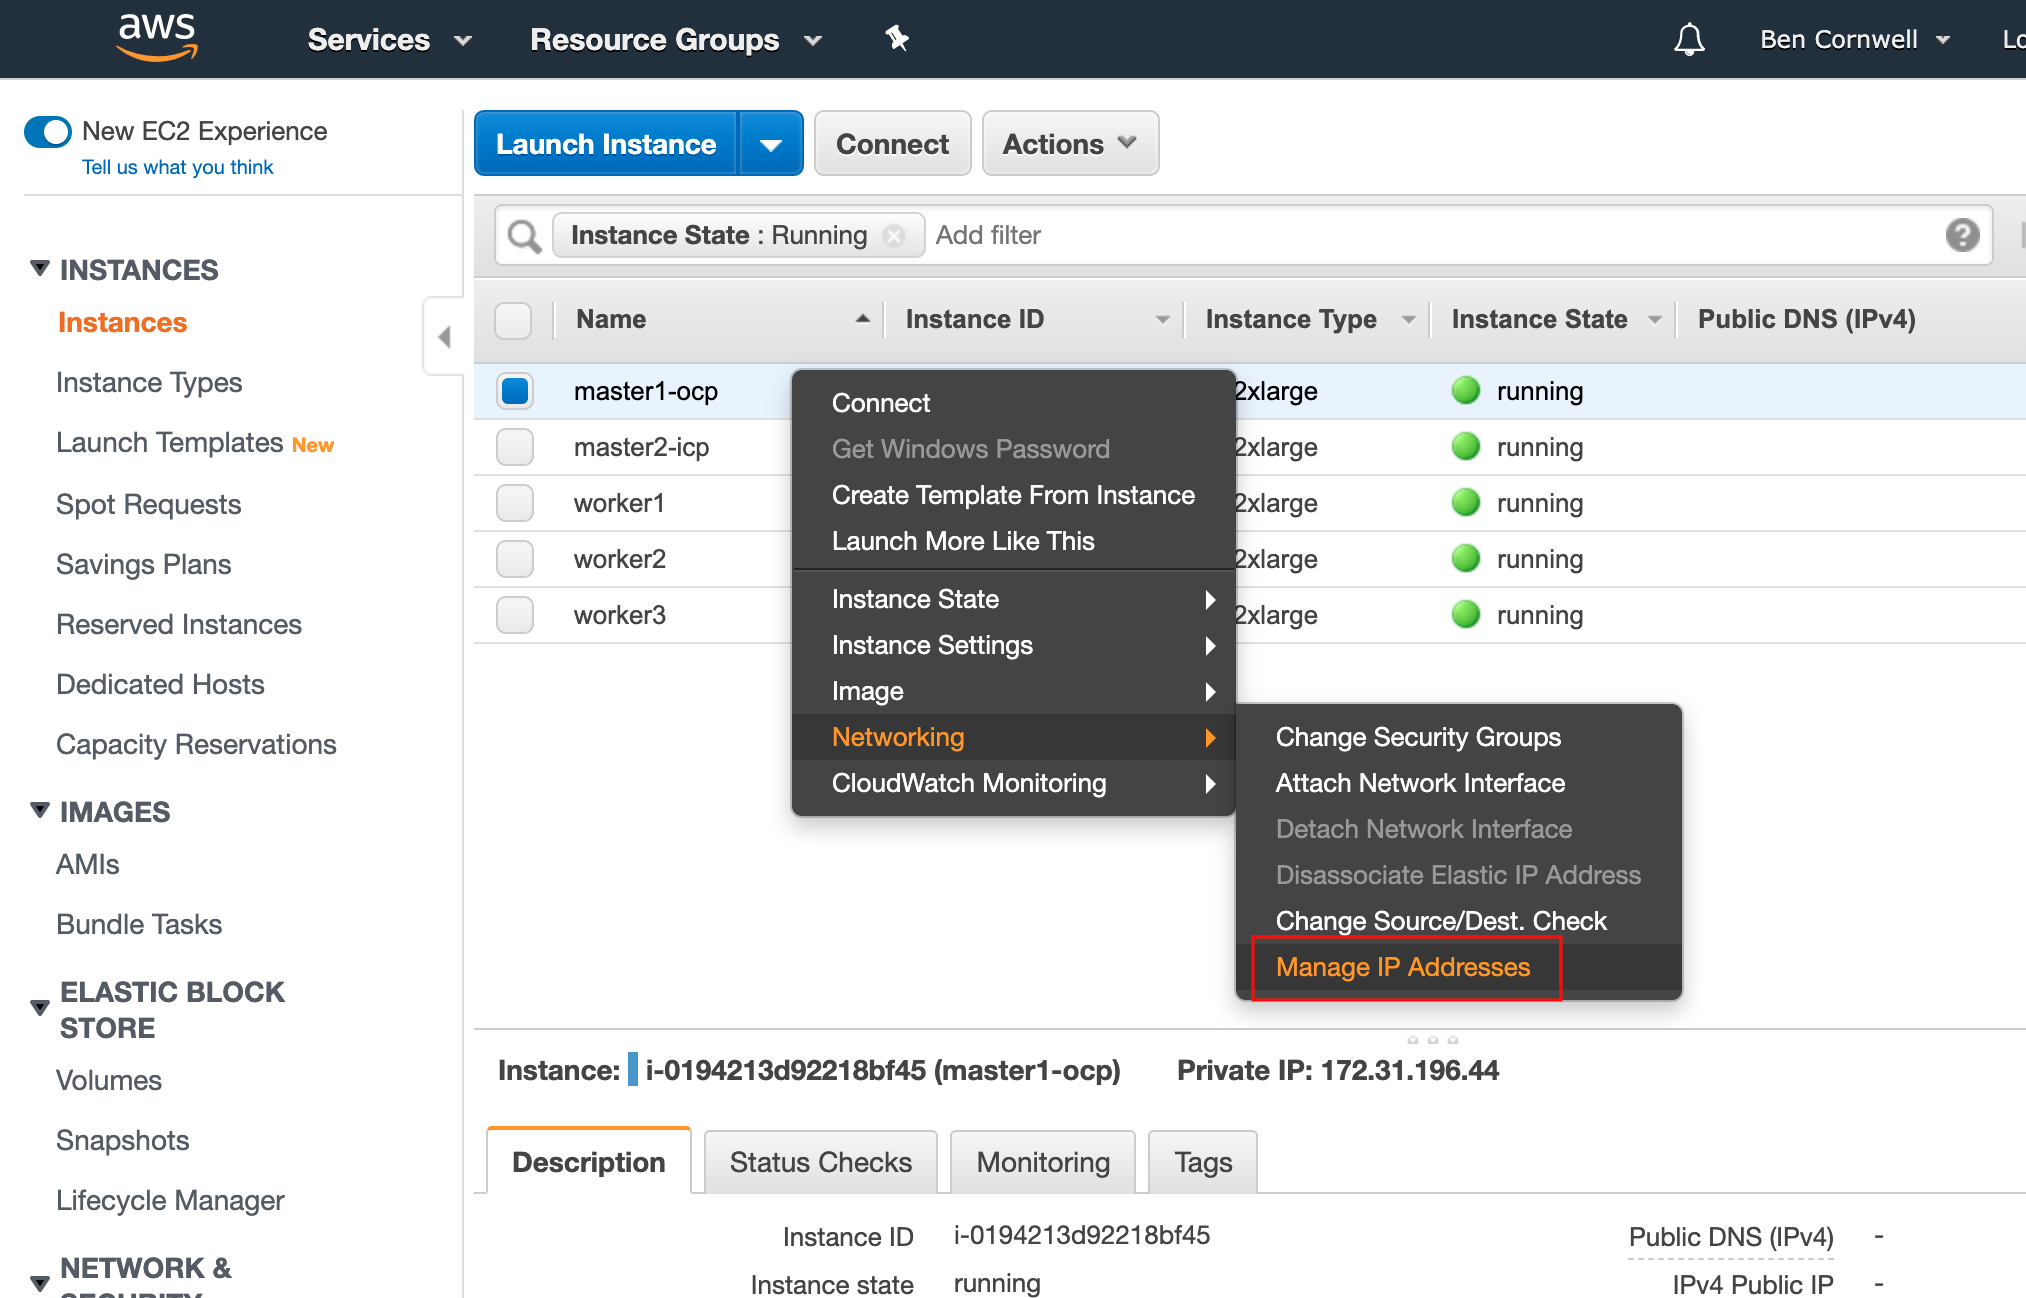 aws Services Resource Groups Ben Cornwell
New EC2 Experience
Tell us what you think
INSTANCES
Instances
Instance Types
Launch Templates New
Spot Requests
Savings Plans
Reserved Instances
Dedicated Hosts
Capacity Reservations
IMAGES
AMIs
Bundle Tasks
ELASTIC BLOCK
STORE
Volumes
Snapshots
Lifecycle Manager
NETWORK &
SECURITY
Launch Instance Connect Actions
Instance State : Running Add filter ?
Name Instance ID Instance Type Instance State Public DNS (IPv4)
master1-ocp 2xlarge running
master2-icp 2xlarge running
worker1 2xlarge running
worker2 2xlarge running
worker3 2xlarge running
Connect
Get Windows Password
Create Template From Instance
Launch More Like This
Instance State
Instance Settings
Image
Networking
CloudWatch Monitoring
Change Security Groups
Attach Network Interface
Detach Network Interface
Disassociate Elastic IP Address
Change Source/Dest. Check
Manage IP Addresses
Instance: i-0194213d92218bf45 (master1-ocp) Private IP: 172.31.196.44
Description Status Checks Monitoring Tags
Instance ID i-0194213d92218bf45 Public DNS (IPv4) -
Instance state running IPv4 Public IP -